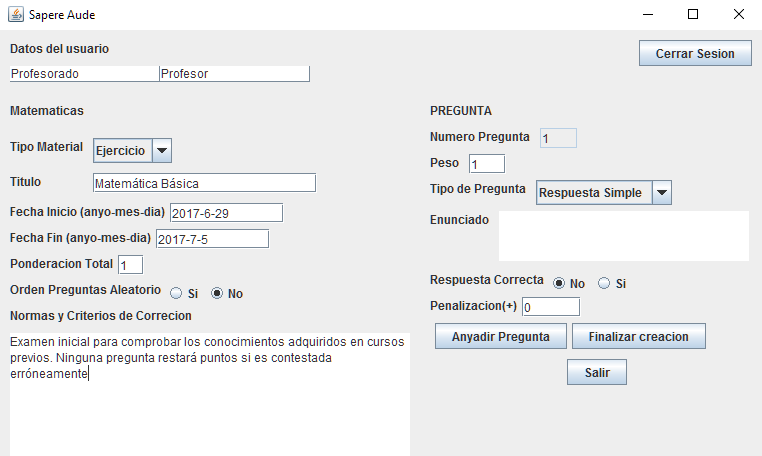 Sapere Aude
Datos del usuario
Cerrar Sesion
Profesorado Profesor
Matematicas
Tipo Material Ejercicio
Titulo Matemática Básica
Fecha Inicio (anyo-mes-dia) 2017-6-29
Fecha Fin (anyo-mes-dia) 2017-7-5
Ponderacion Total 1
Orden Preguntas Aleatorio Si No
Normas y Criterios de Correcion
Examen inicial para comprobar los conocimientos adquiridos en cursos
previos. Ninguna pregunta restará puntos si es contestada
erróneamente
PREGUNTA
Numero Pregunta 1
Peso 1
Tipo de Pregunta Respuesta Simple
Enunciado
Respuesta Correcta No Si
Penalizacion(+) 0
Anyadir Pregunta Finalizar creacion
Salir